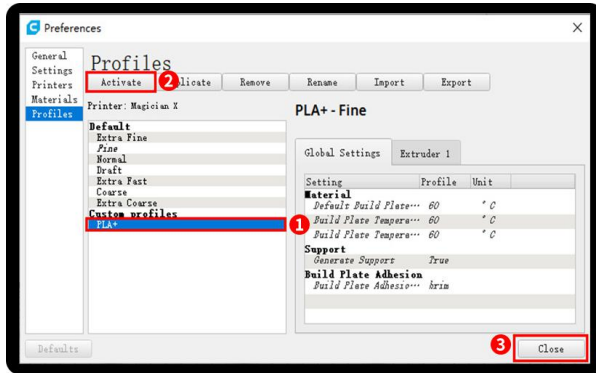 Preferences
General
Settings
Printers
Materials
Profiles
Profiles
Activate 2 licate Remove Rename Import Export
Printer: Magician X
Default
Extra Fine
Fine
Normal
Draft
Extra Fast
Coarse
Extra Coarse
Custom profiles
PLA+
1
PLA+ - Fine
Global Settings Extruder 1
Setting Profile Unit
Material
Default Build Plate··· 60 °C
Build Plate Tempera··· 60 °C
Build Plate Tempera··· 60 °C
Support
Generate Support True
Build Plate Adhesion
Build Plate Adhesio··· brim
Defaults
3 Close